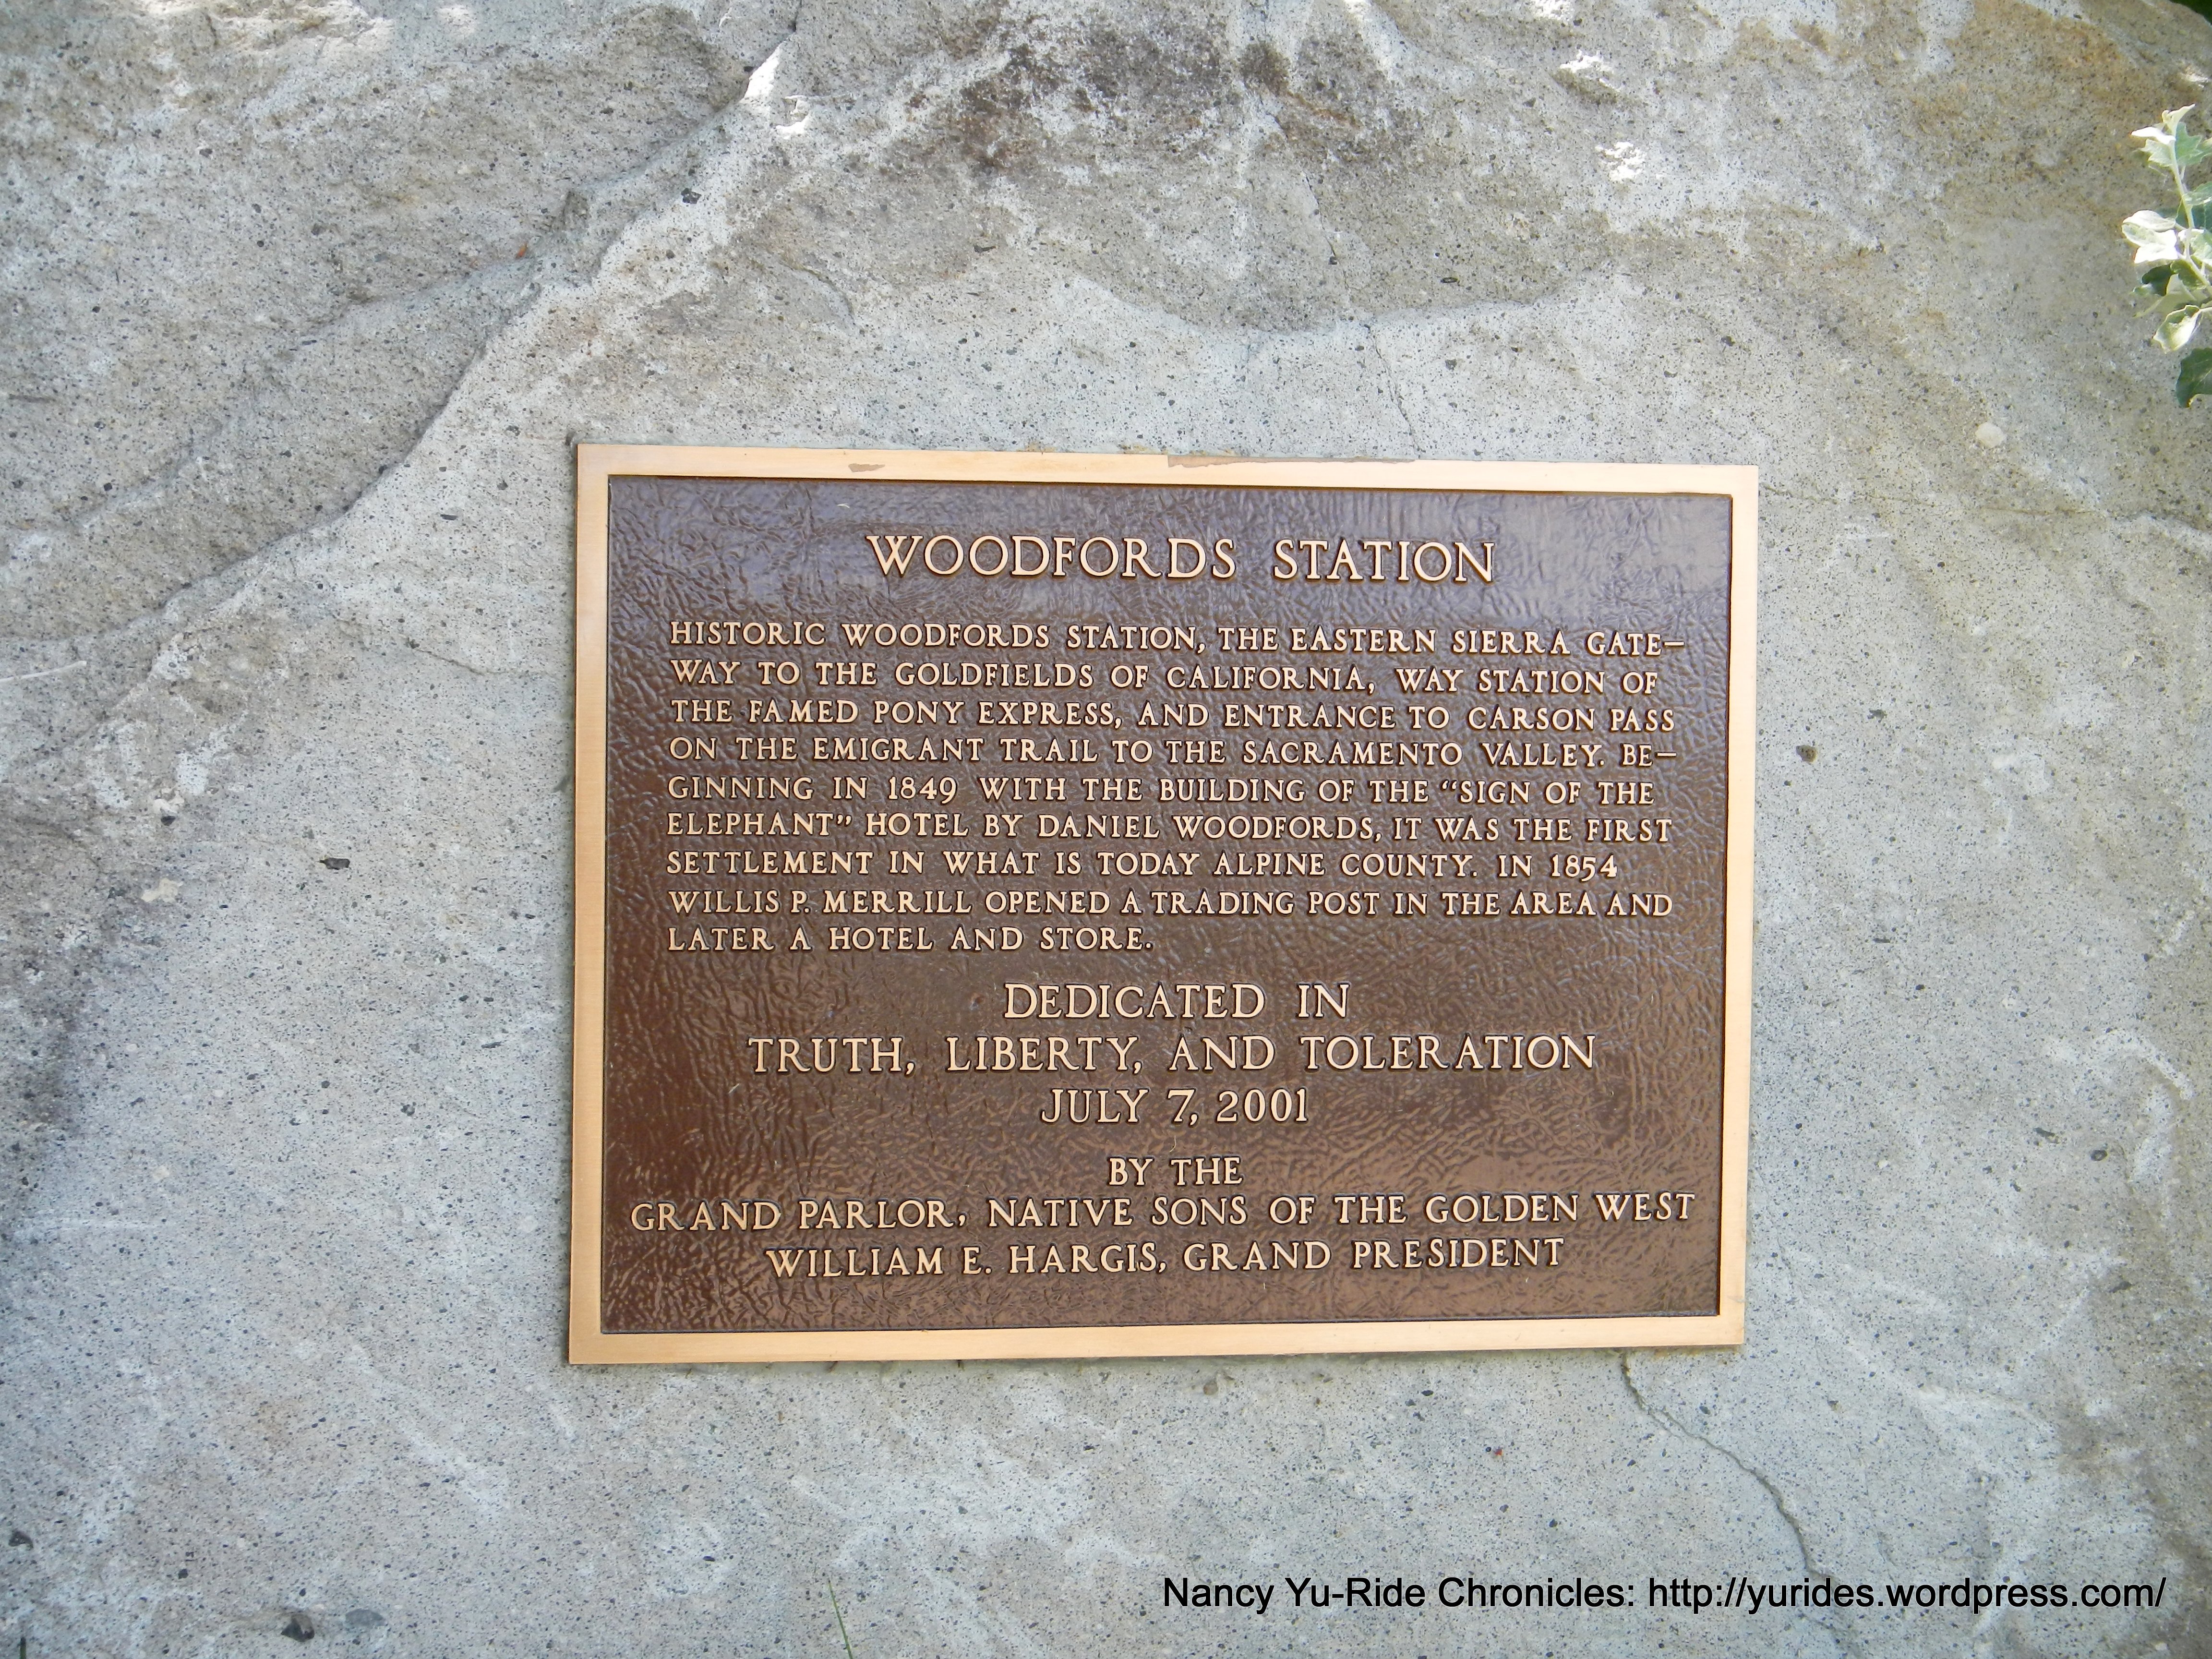 WOODFORDS STATION
HISTORIC WOODFORDS STATION, THE EASTERN SIERRA GATE-
WAY TO THE GOLDFIELDS OF CALIFORNIA, WAY STATION OF
THE FAMED PONY EXPRESS, AND ENTRANCE TO CARSON PASS
ON THE EMIGRANT TRAIL TO THE SACRAMENTO VALLEY. BE-
GINNING IN 1849 WITH THE BUILDING OF THE "SIGN OF THE
ELEPHANT" HOTEL BY DANIEL WOODFORDS, IT WAS THE FIRST
SETTLEMENT IN WHAT IS TODAY ALPINE COUNTY. IN 1854
WILLIS P. MERRILL OPENED A TRADING POST IN THE AREA AND
LATER A HOTEL AND STORE.
DEDICATED IN
TRUTH, LIBERTY, AND TOLERATION
JULY 7, 2001
BY THE
GRAND PARLOR, NATIVE SONS OF THE GOLDEN WEST
WILLIAM E. HARGIS, GRAND PRESIDENT
Nancy Yu-Ride Chronicles: http://yurides.wordpress.com/